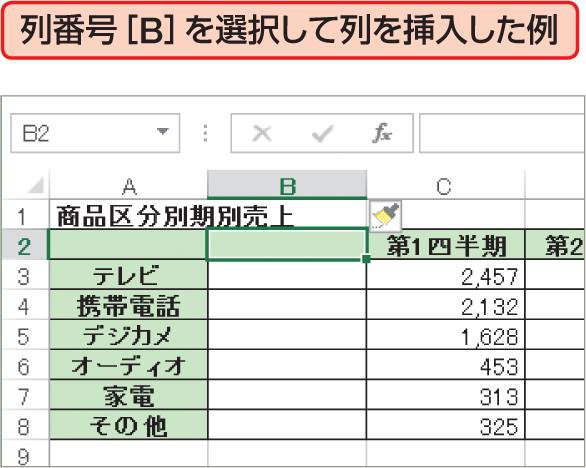 列番号［B］を選択して列を挿入した例
B2 fx
A B C
1 商品区分別期別売上
2 第1四半期 第2
3 テレビ 2,457
4 携帯電話 2,132
5 デジカメ 1,628
6 オーディオ 453
7 家電 313
8 その他 325
9